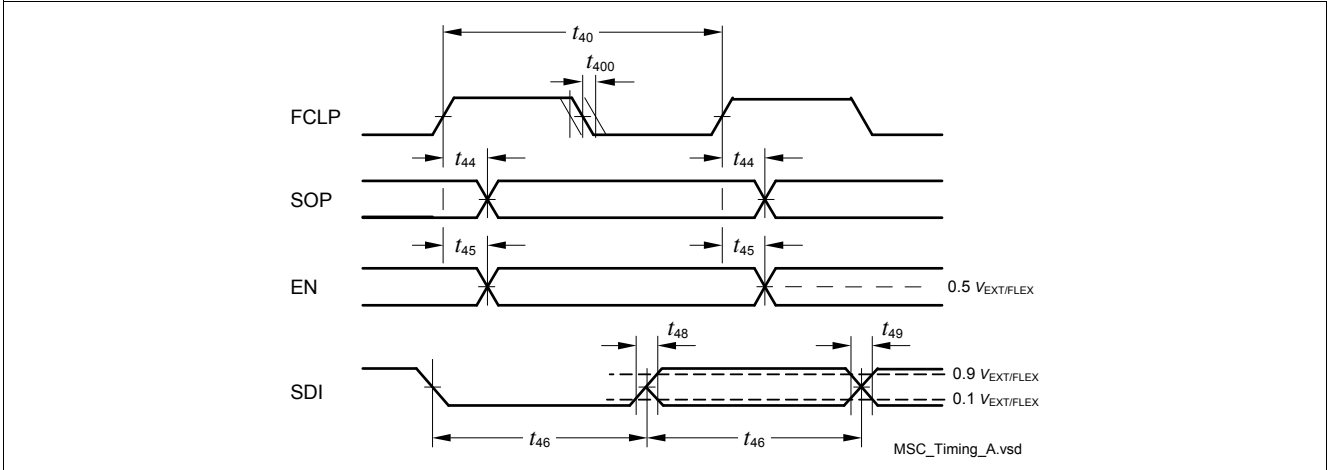 t40
t400
FCLP
t44 t44
SOP
t45 t45
EN
0.5 VEXT/FLEX
t48 t49
SDI
0.9 VEXT/FLEX
0.1 VEXT/FLEX
t46 t46
MSC_Timing_A.vsd